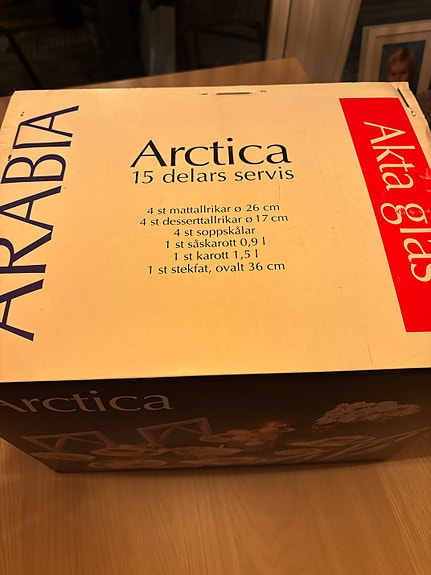 ARABIA
Arctica
15 delars servis
4 st mattallrikar ø 26 cm
4 st desserttallrikar ø 17 cm
4 st soppskålar
1 st såskarott 0,9 l
1 st karott 1,5 l
1 st stekfat, ovalt 36 cm
Akta glas
Arctica